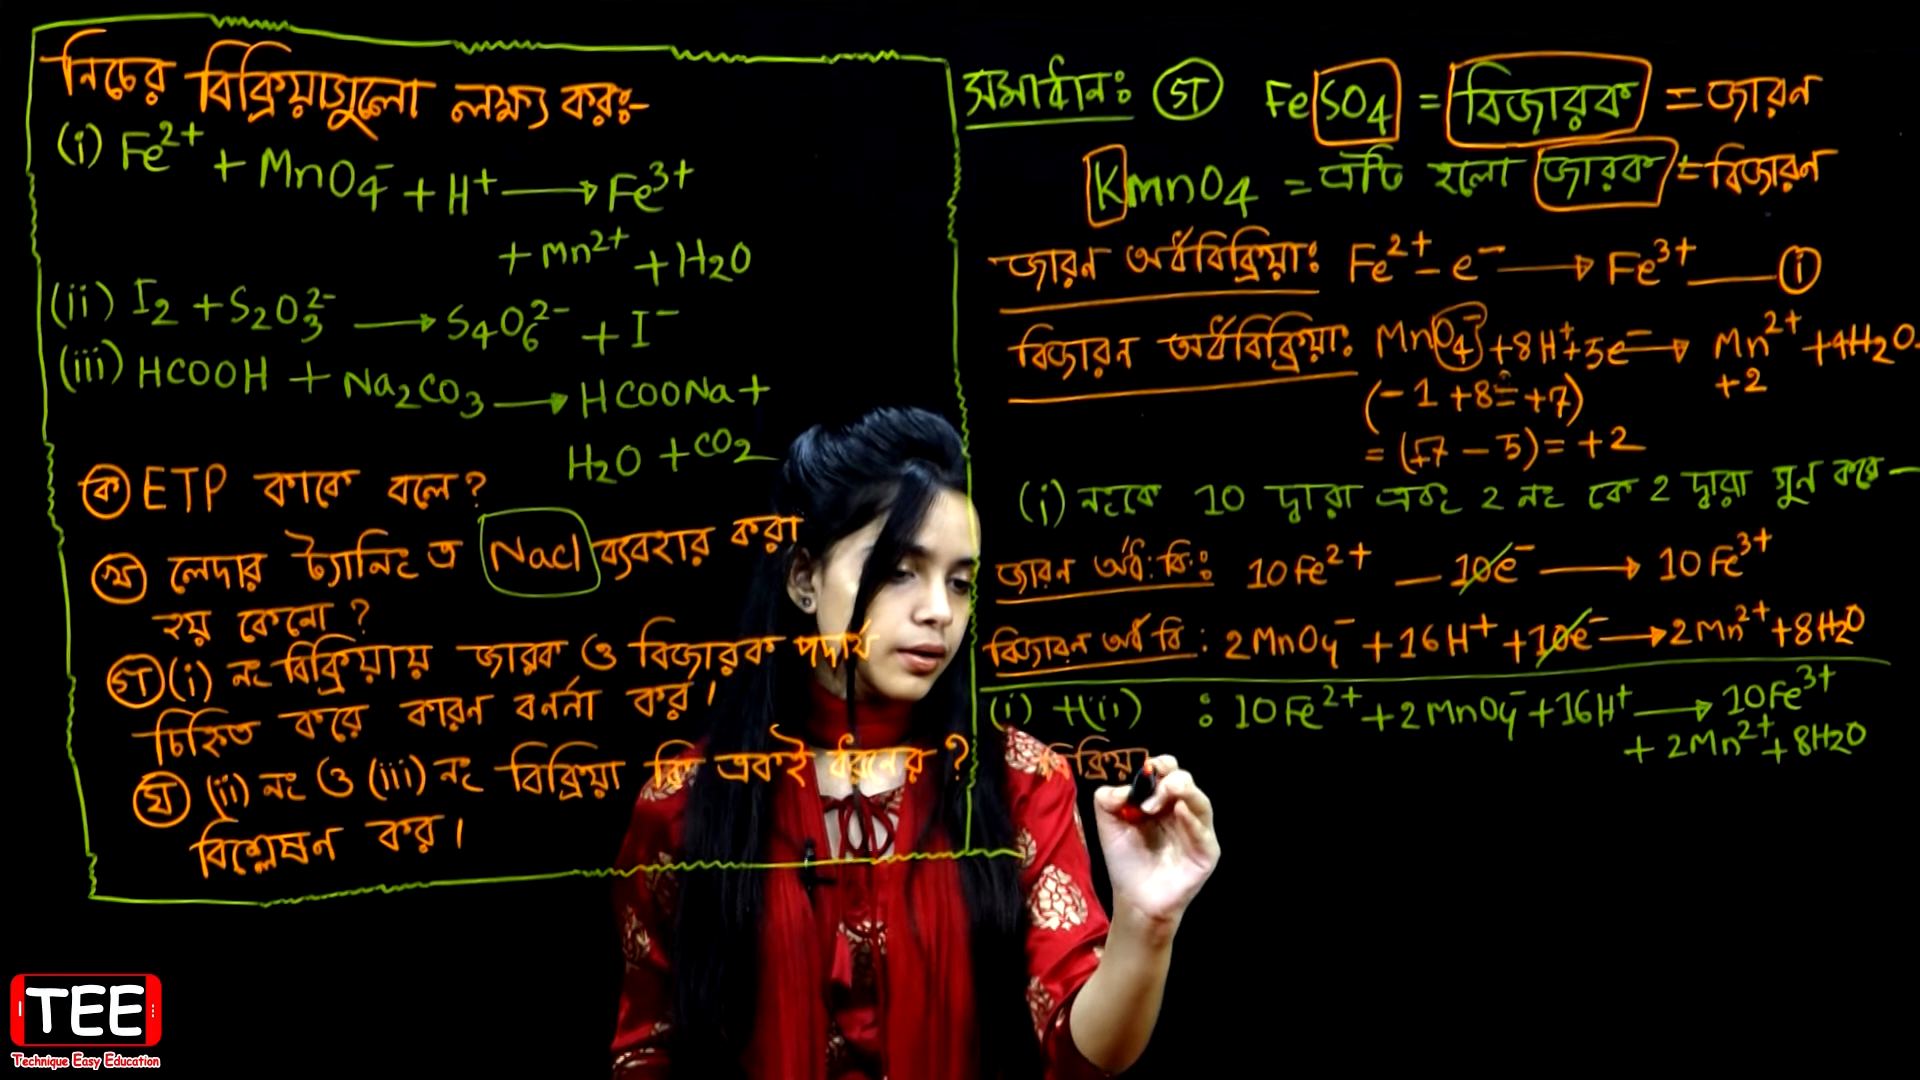 নিচের বিক্রিয়াগুলো লক্ষ্য কর:-
(i) Fe²⁺ + MnO₄⁻ + H⁺ ⟶ Fe³⁺
+ Mn²⁺ + H₂O
(ii) I₂ + S₂O₃²⁻ ⟶ S₄O₆²⁻ + I⁻
(iii) HCOOH + Na₂CO₃ ⟶ HCOONa +
H₂O + CO₂
ক ETP কাকে বলে?
খ লেদার ট্যানিং এ NaCl ব্যবহার করা
হয় কেনো?
গ (i) নং বিক্রিয়ায় জারক ও বিজারক পদার্থ
চিহ্নিত করে কারন বর্ননা কর।
ঘ (ii) নং ও (iii) নং বিক্রিয়া কি একই ধরনের?
বিশ্লেষন কর।
সমাধান: গ FeSO₄ = বিজারক = জারন
KmnO₄ = এটি হলো জারক = বিজারন
জারন অর্ধবিক্রিয়া: Fe²⁺ - e⁻ ⟶ Fe³⁺ — (i)
বিজারন অর্ধবিক্রিয়া: MnO₄⁻ + 8H⁺ + 5e⁻ ⟶ Mn²⁺ + 4H₂O
(-1 +8 = +7) +2
= (+7 - 5) = +2
(i) নংকে 10 দ্বারা এবং 2 নং কে 2 দ্বারা গুন করে —
জারন অর্ধ: বি: : 10Fe²⁺ — 10e⁻ ⟶ 10Fe³⁺
বিজারন অর্ধ বি : 2MnO₄⁻ + 16H⁺ + 10e⁻ ⟶ 2Mn²⁺ + 8H₂O
(i) + (ii) : 10Fe²⁺ + 2MnO₄⁻ + 16H⁺ ⟶ 10Fe³⁺
+ 2Mn²⁺ + 8H₂O
বিক্রিয়া
TEE
Technique Easy Education